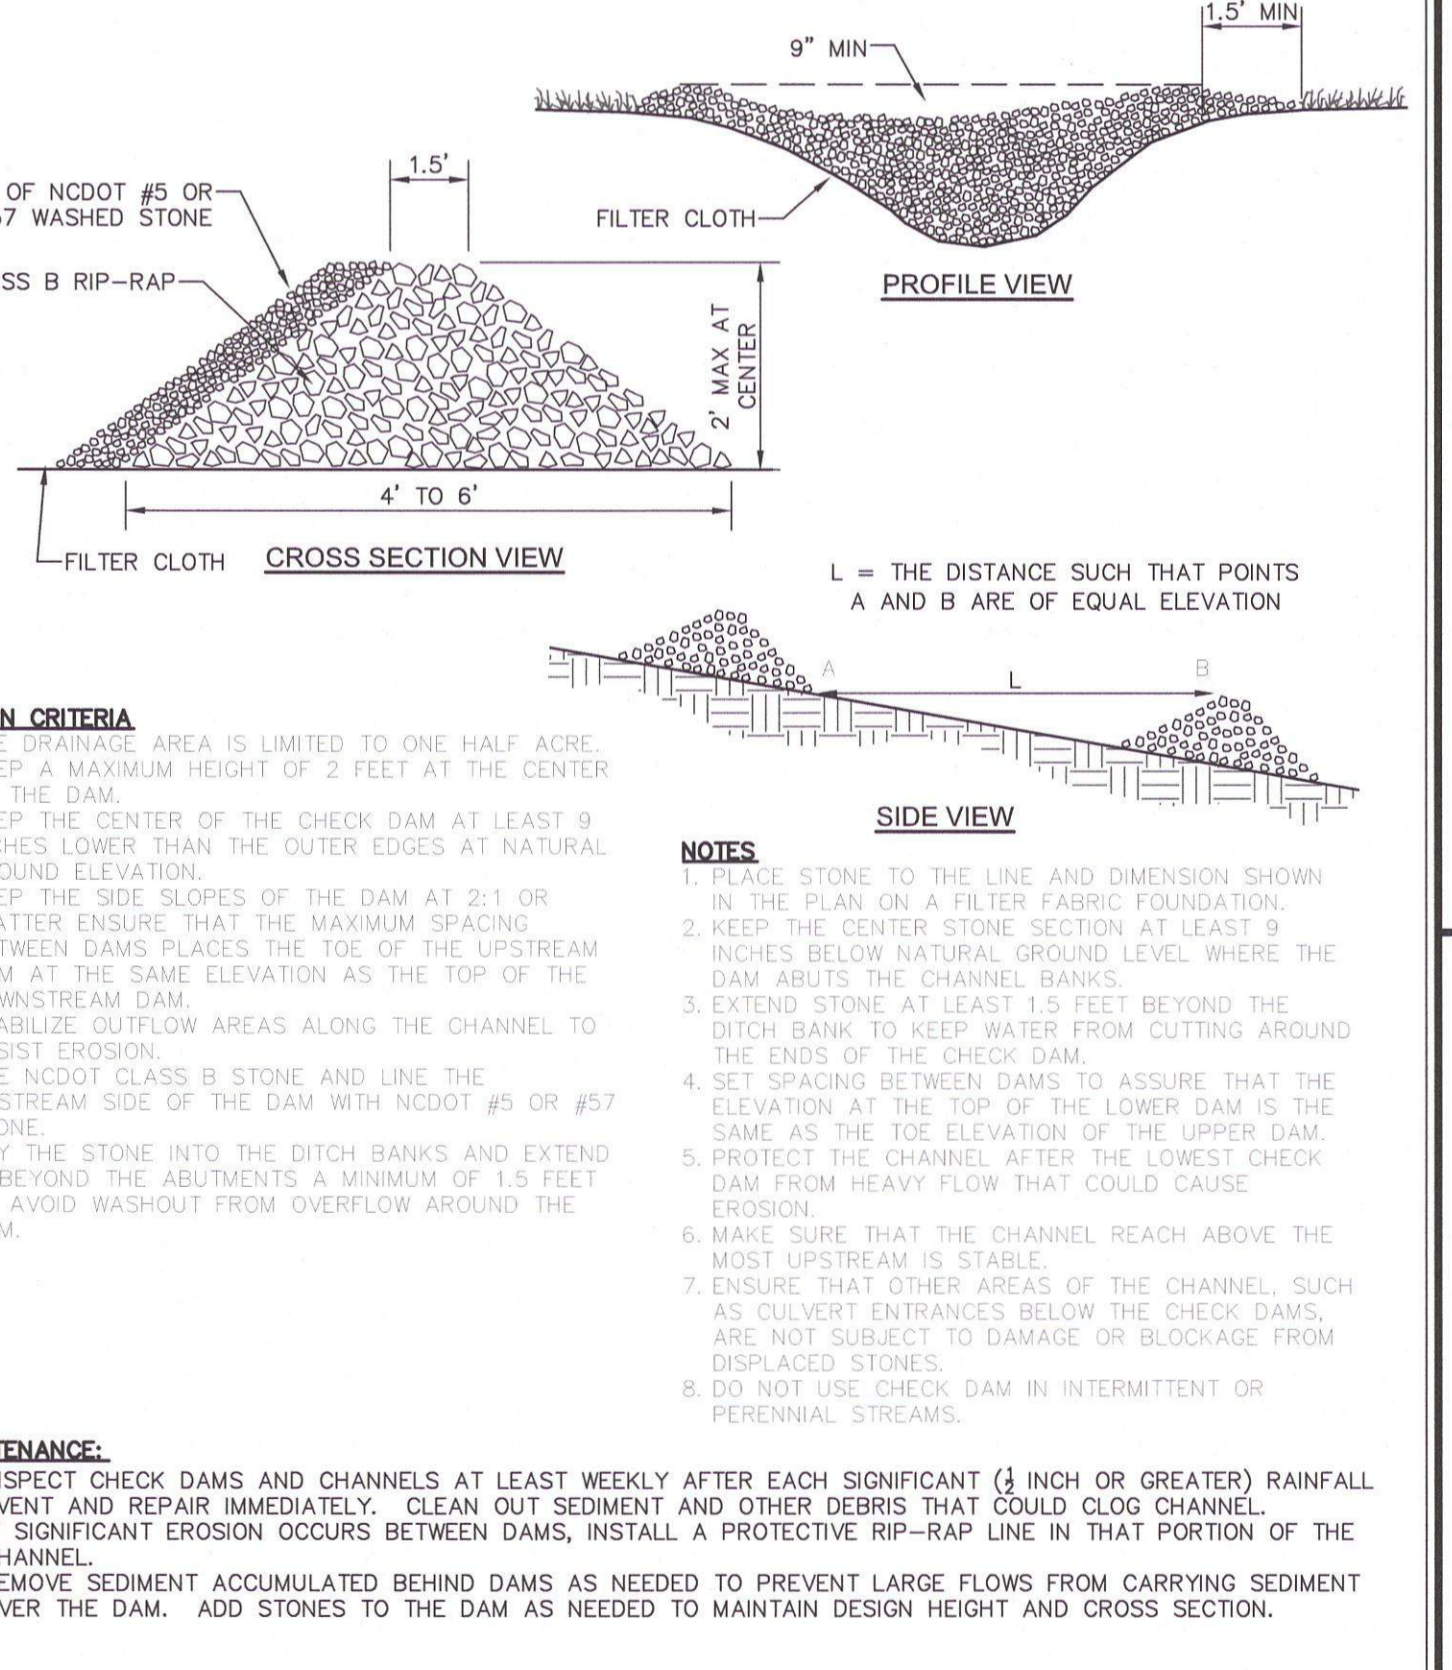 1.5' MIN
9" MIN
FILTER CLOTH
PROFILE VIEW
1.5'
OF NCDOT #5 OR
WASHED STONE
B RIP-RAP
2' MAX AT
CENTER
4' TO 6'
FILTER CLOTH
CROSS SECTION VIEW
L = THE DISTANCE SUCH THAT POINTS
A AND B ARE OF EQUAL ELEVATION
A
L
B
SIDE VIEW
CRITERIA
DRAINAGE AREA IS LIMITED TO ONE HALF ACRE.
A MAXIMUM HEIGHT OF 2 FEET AT THE CENTER
THE DAM.
THE CENTER OF THE CHECK DAM AT LEAST 9
LOWER THAN THE OUTER EDGES AT NATURAL
ELEVATION.
THE SIDE SLOPES OF THE DAM AT 2:1 OR
ENSURE THAT THE MAXIMUM SPACING
DAMS PLACES THE TOE OF THE UPSTREAM
AT THE SAME ELEVATION AS THE TOP OF THE
DAM.
OUTFLOW AREAS ALONG THE CHANNEL TO
EROSION.
NCDOT CLASS B STONE AND LINE THE
SIDE OF THE DAM WITH NCDOT #5 OR #57
THE STONE INTO THE DITCH BANKS AND EXTEND
BEYOND THE ABUTMENTS A MINIMUM OF 1.5 FEET
AVOID WASHOUT FROM OVERFLOW AROUND THE
NOTES
1. PLACE STONE TO THE LINE AND DIMENSION SHOWN
IN THE PLAN ON A FILTER FABRIC FOUNDATION.
2. KEEP THE CENTER STONE SECTION AT LEAST 9
INCHES BELOW NATURAL GROUND LEVEL WHERE THE
DAM ABUTS THE CHANNEL BANKS.
3. EXTEND STONE AT LEAST 1.5 FEET BEYOND THE
DITCH BANK TO KEEP WATER FROM CUTTING AROUND
THE ENDS OF THE CHECK DAM.
4. SET SPACING BETWEEN DAMS TO ASSURE THAT THE
ELEVATION AT THE TOP OF THE LOWER DAM IS THE
SAME AS THE TOE ELEVATION OF THE UPPER DAM.
5. PROTECT THE CHANNEL AFTER THE LOWEST CHECK
DAM FROM HEAVY FLOW THAT COULD CAUSE
EROSION.
6. MAKE SURE THAT THE CHANNEL REACH ABOVE THE
MOST UPSTREAM IS STABLE.
7. ENSURE THAT OTHER AREAS OF THE CHANNEL, SUCH
AS CULVERT ENTRANCES BELOW THE CHECK DAMS,
ARE NOT SUBJECT TO DAMAGE OR BLOCKAGE FROM
DISPLACED STONES.
8. DO NOT USE CHECK DAM IN INTERMITTENT OR
PERENNIAL STREAMS.
CHECK DAMS AND CHANNELS AT LEAST WEEKLY AFTER EACH SIGNIFICANT (½ INCH OR GREATER) RAINFALL
AND REPAIR IMMEDIATELY. CLEAN OUT SEDIMENT AND OTHER DEBRIS THAT COULD CLOG CHANNEL.
SIGNIFICANT EROSION OCCURS BETWEEN DAMS, INSTALL A PROTECTIVE RIP-RAP LINE IN THAT PORTION OF THE
SEDIMENT ACCUMULATED BEHIND DAMS AS NEEDED TO PREVENT LARGE FLOWS FROM CARRYING SEDIMENT
THE DAM. ADD STONES TO THE DAM AS NEEDED TO MAINTAIN DESIGN HEIGHT AND CROSS SECTION.